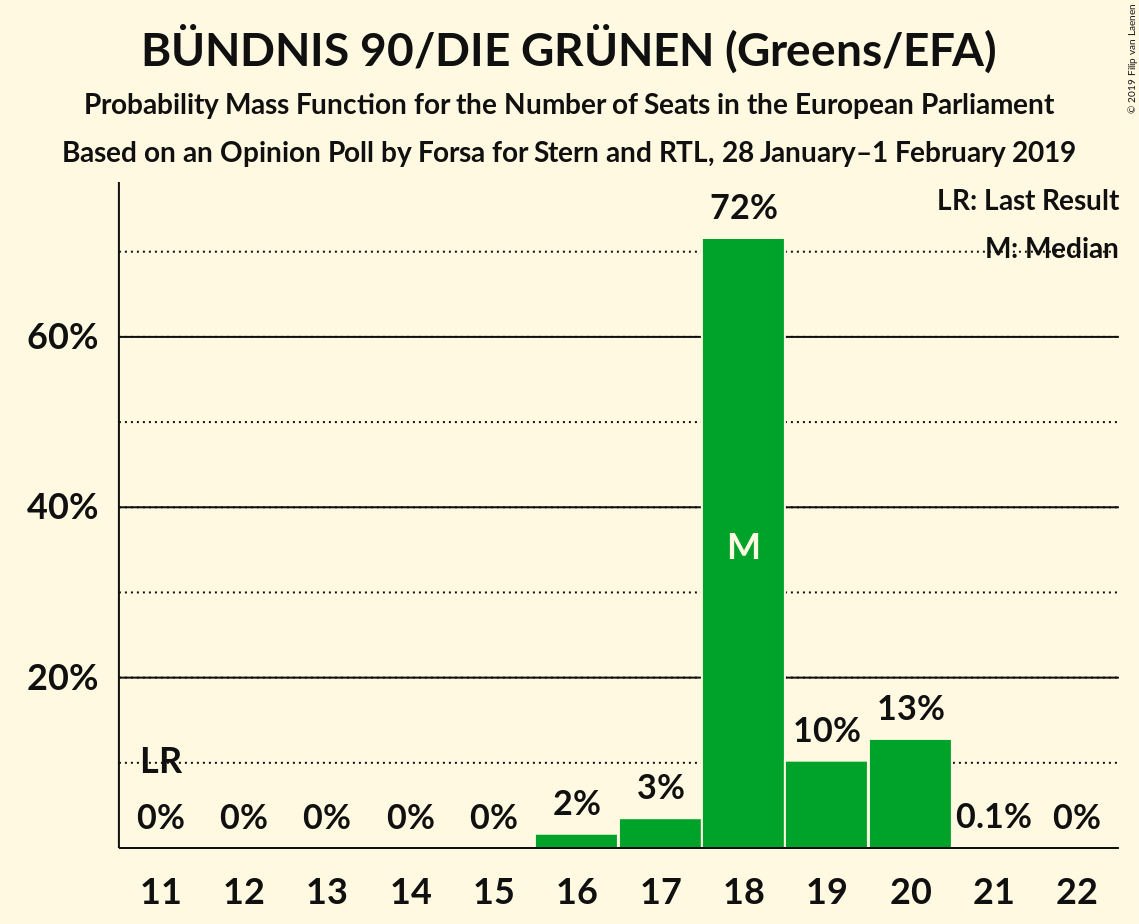 BÜNDNIS 90/DIE GRÜNEN (Greens/EFA)
Probability Mass Function for the Number of Seats in the European Parliament
Based on an Opinion Poll by Forsa for Stern and RTL, 28 January–1 February 2019
© 2019 Filip van Laenen
LR: Last Result
M: Median
72%
60%
40%
M
20%
13%
10%
LR
3%
2%
0% 0% 0% 0% 0% 0.1% 0%
11 12 13 14 15 16 17 18 19 20 21 22